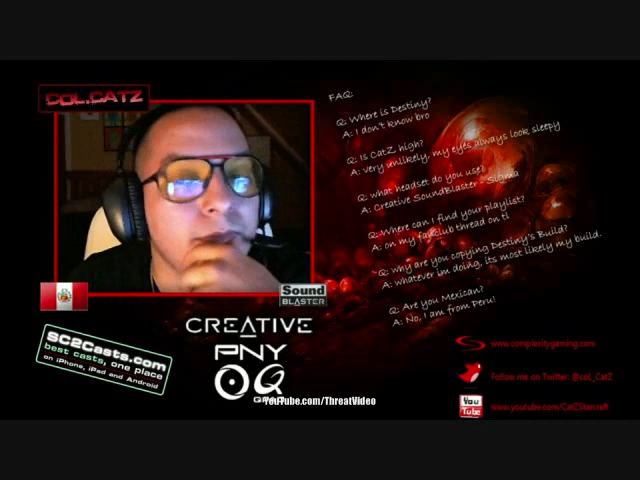 COL.CATZ
FAQ:
Q: Where is Destiny?
A: I don't know bro
Q: Is CatZ high?
A: very unlikely, my eyes always look sleepy
Q: what headset do you use?
A: Creative SoundBlaster - Sigma
Q: Where can I find your playlist?
A: on my fanclub thread on tl
Q: why are you copying Destiny's Build?
A: whatever im doing, its most likely my build.
Q: Are you Mexican?
A: No, I am from Peru!
Sound
BLASTER
SC2Casts.com
best casts, one place
on iPhone, iPad and Android
CREATIVE
PNY
YouTube.com/ThreatVideo
www.complexitygaming.com
Follow me on Twitter: @col_CatZ
You
Tube
www.youtube.com/CatZStarcraft